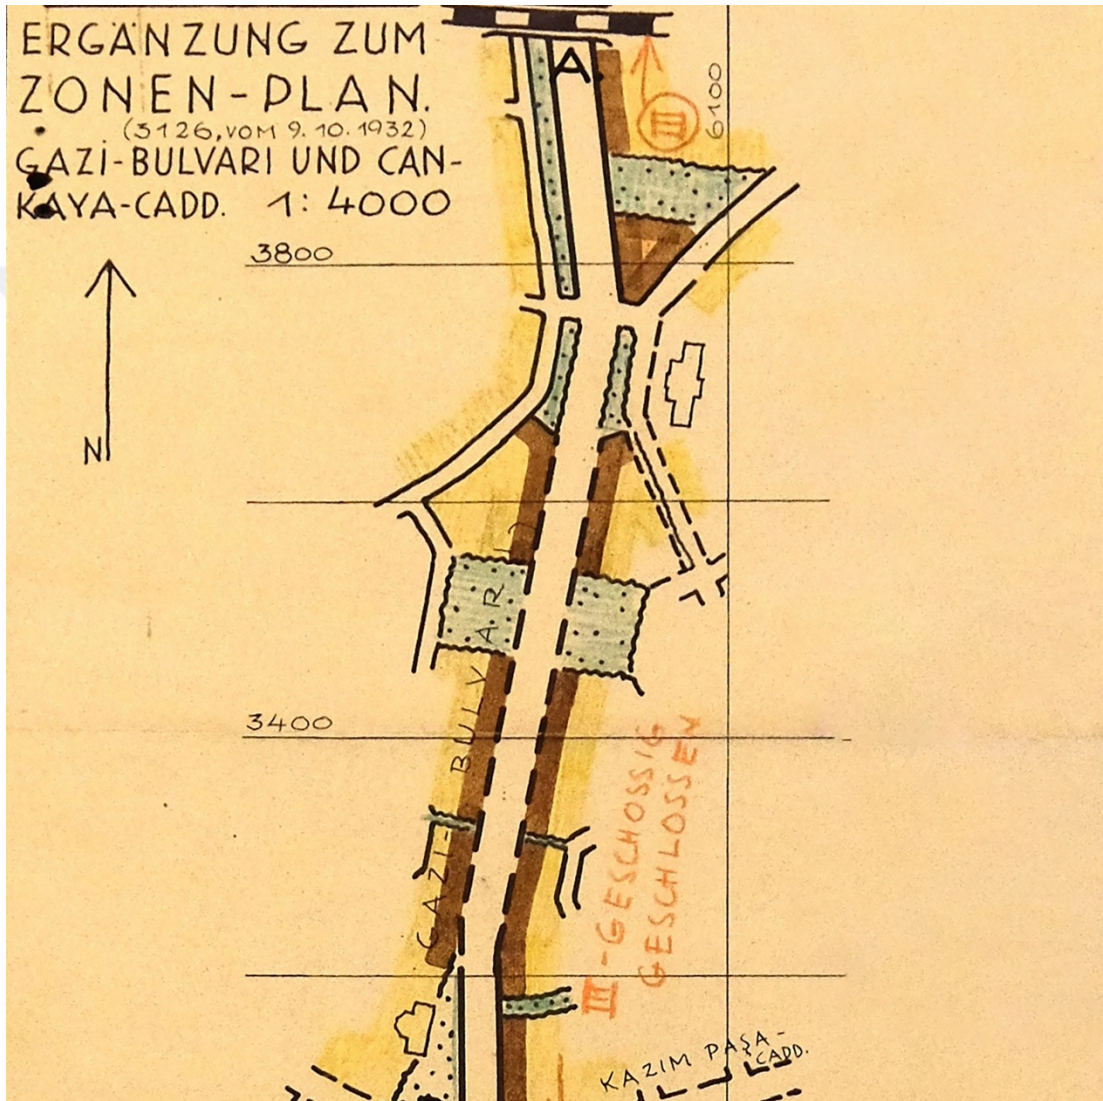 ERGÄNZUNG ZUM
ZONEN-PLAN.
(3126, VOM 9.10.1932)
GAZİ-BULVARI UND CAN-
KAYA-CADD. 1:4000
A.
III
6100
3800
N
GAZİ-BULVARI
3400
III-GESCHOSSIG
GESCHLOSSEN
KAZIM PAŞA-
CADD.